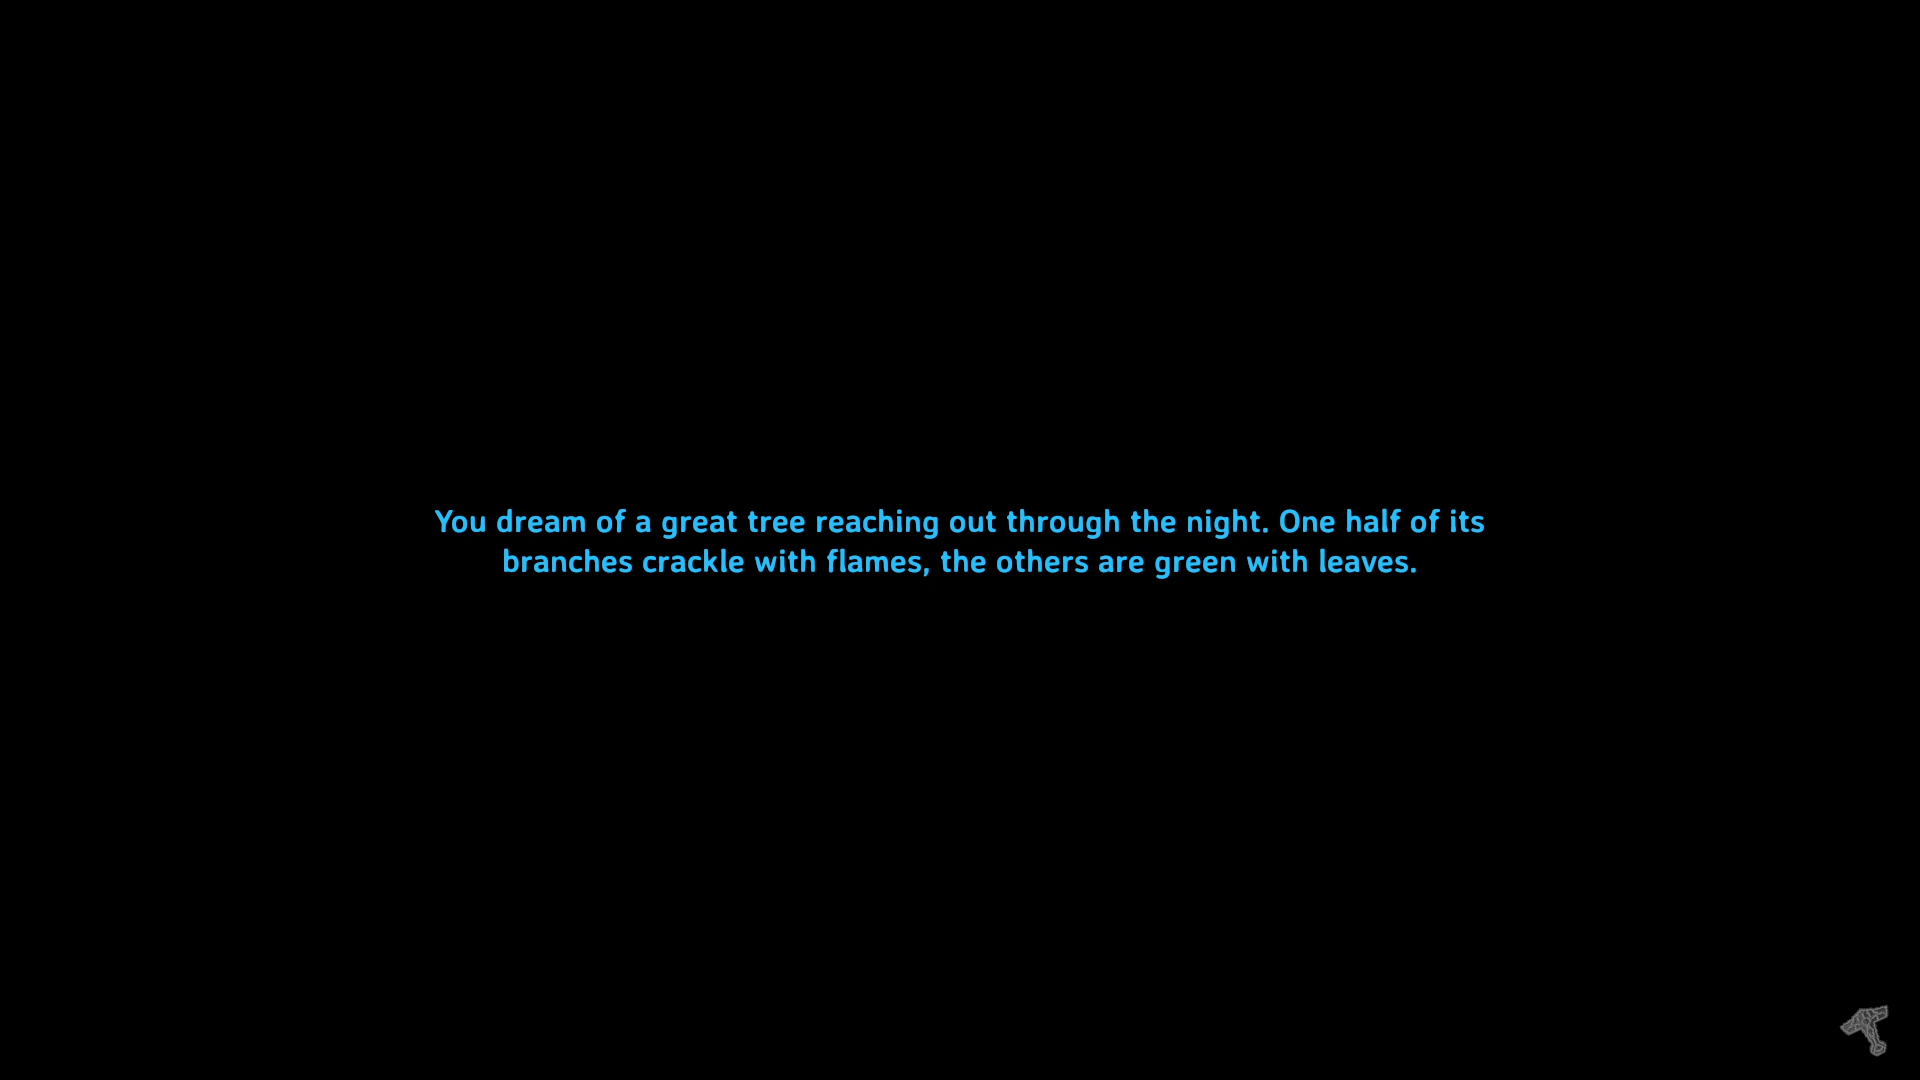 You dream of a great tree reaching out through the night. One half of its
branches crackle with flames, the others are green with leaves.